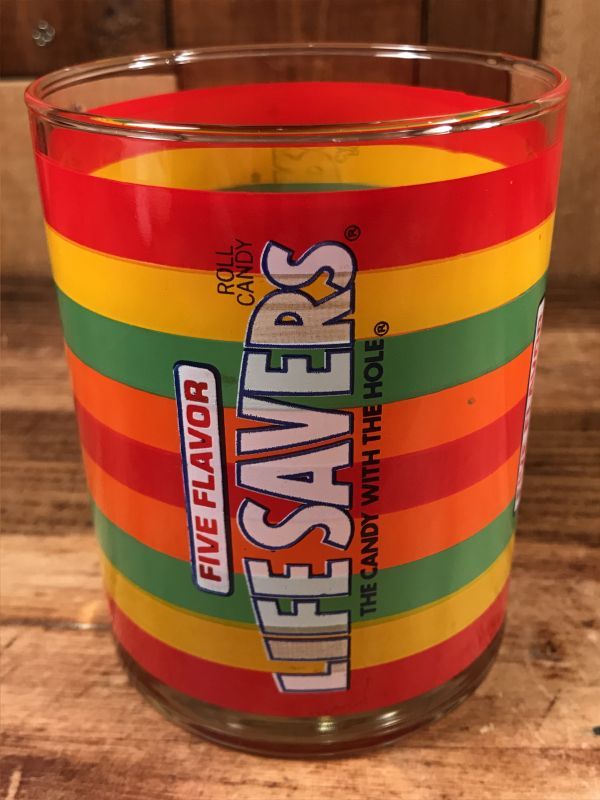 FIVE FLAVOR
ROLL
CANDY
LIFE SAVERS®
THE CANDY WITH THE HOLE®